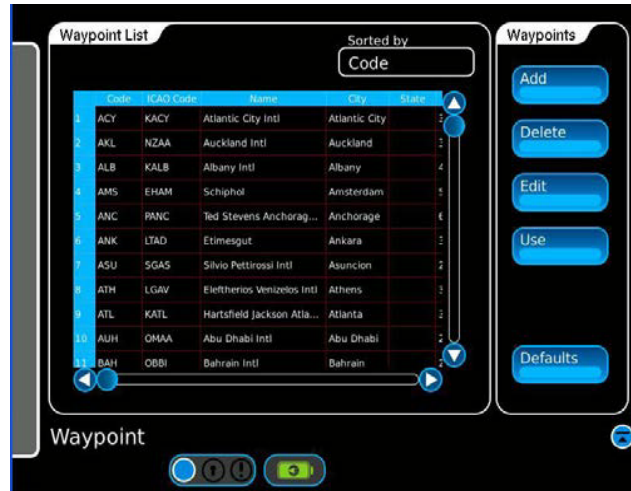 Waypoint List
Sorted by
Code
Code ICAO Code Name City State
1 ACY KACY Atlantic City Intl Atlantic City
2 AKL NZAA Auckland Intl Auckland
3 ALB KALB Albany Intl Albany
4 AMS EHAM Schiphol Amsterdam
5 ANC PANC Ted Stevens Anchorag... Anchorage
6 ANK LTAD Etimesgut Ankara
7 ASU SGAS Silvio Pettirossi Intl Asuncion
8 ATH LGAV Eleftherios Venizelos Intl Athens
9 ATL KATL Hartsfield Jackson Atla... Atlanta
10 AUH OMAA Abu Dhabi Intl Abu Dhabi
11 BAH OBBI Bahrain Intl Bahrain
Waypoints
Add
Delete
Edit
Use
Defaults
Waypoint